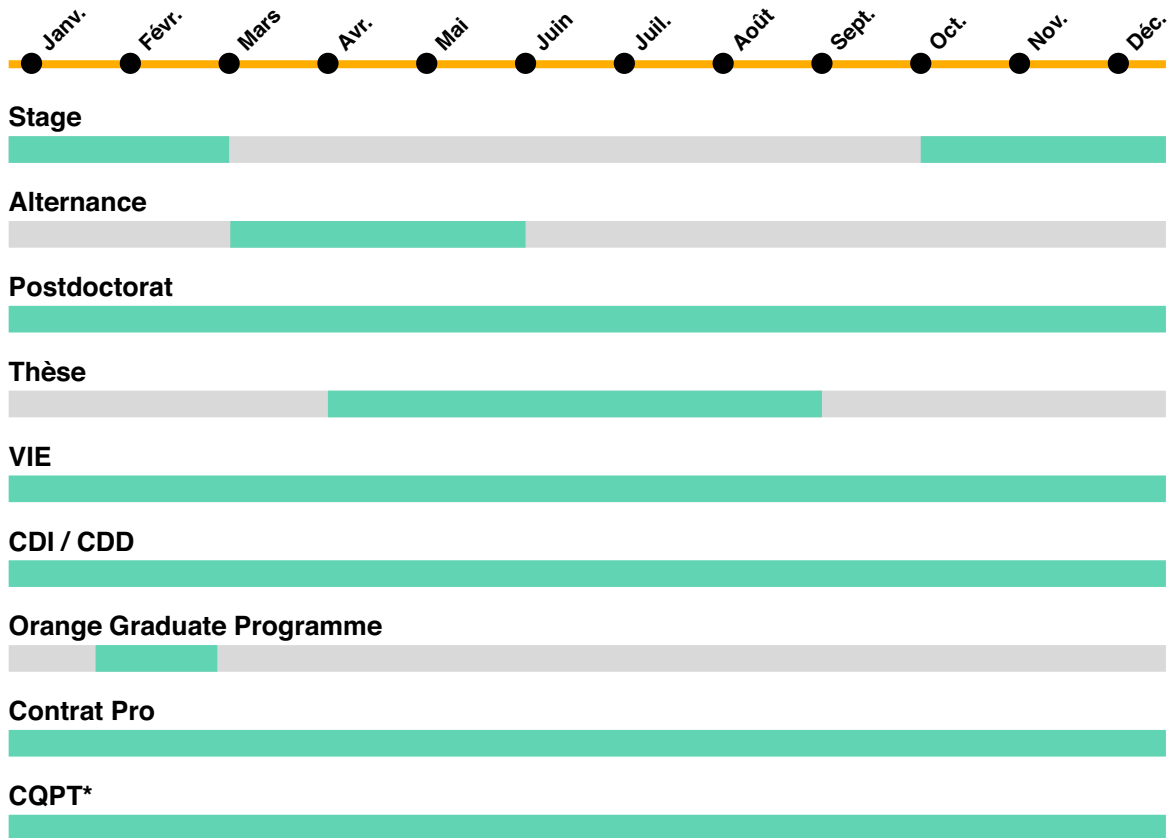 Janv. Févr. Mars Avr. Mai Juin Juil. Août Sept. Oct. Nov. Déc.
Stage
Alternance
Postdoctorat
Thèse
VIE
CDI / CDD
Orange Graduate Programme
Contrat Pro
CQPT*